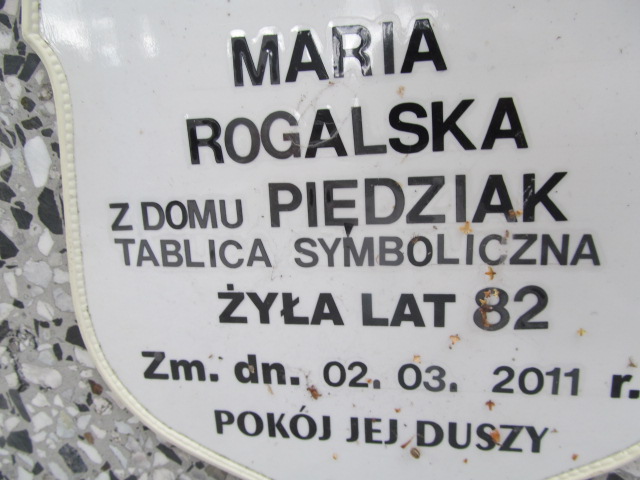 MARIA
ROGALSKA
Z DOMU PIĘDZIAK
TABLICA SYMBOLICZNA
ŻYŁA LAT 82
Zm. dn. 02. 03. 2011 r.
POKÓJ JEJ DUSZY